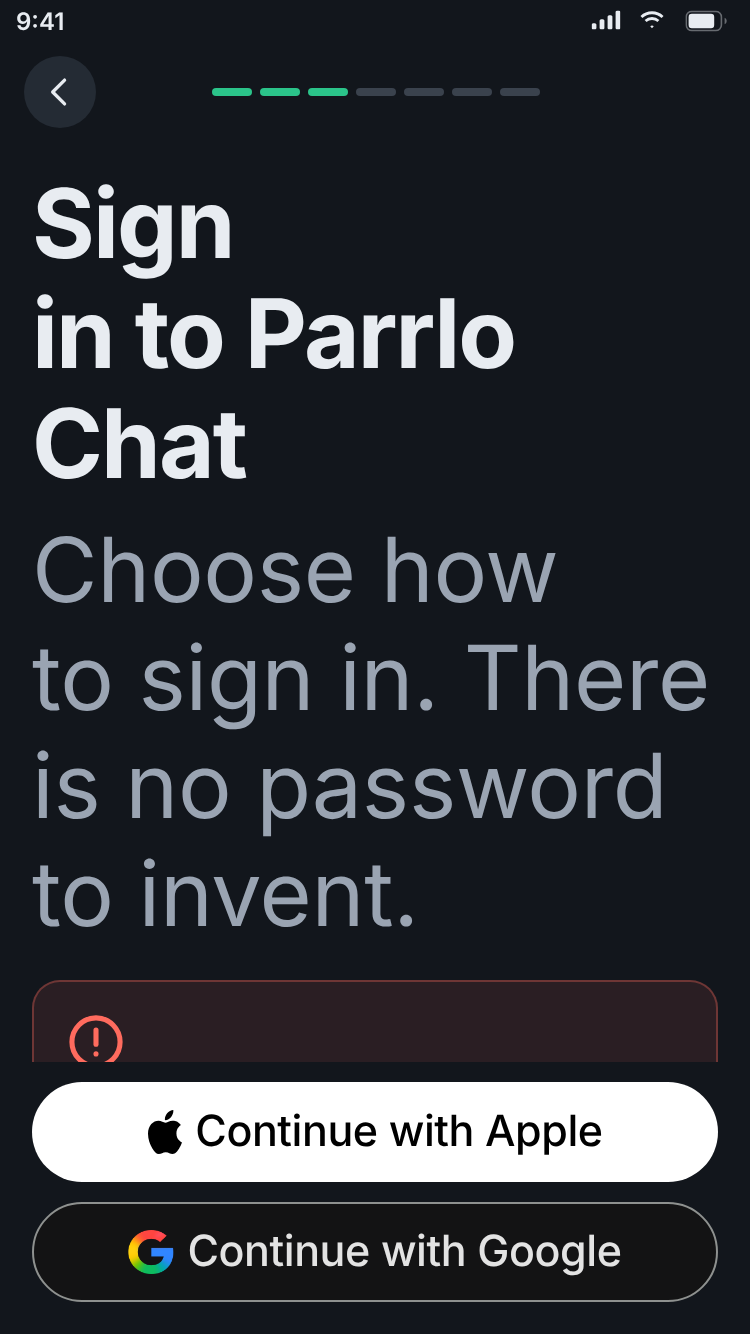 9:41
Sign
in to Parrlo
Chat
Choose how
to sign in. There
is no password
to invent.
Continue with Apple
Continue with Google